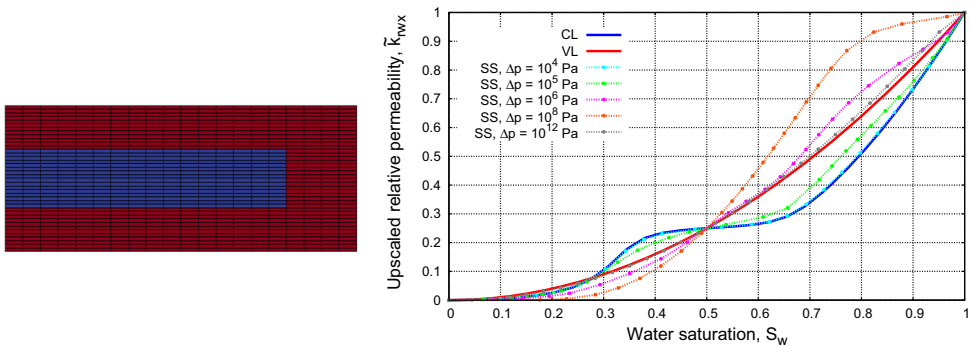 Upscaled relative permeability, k̃rwx
1
0.9
0.8
0.7
0.6
0.5
0.4
0.3
0.2
0.1
0
CL
VL
SS, Δp = 10⁴ Pa
SS, Δp = 10⁵ Pa
SS, Δp = 10⁶ Pa
SS, Δp = 10⁸ Pa
SS, Δp = 10¹² Pa
0 0.1 0.2 0.3 0.4 0.5 0.6 0.7 0.8 0.9 1
Water saturation, Sw